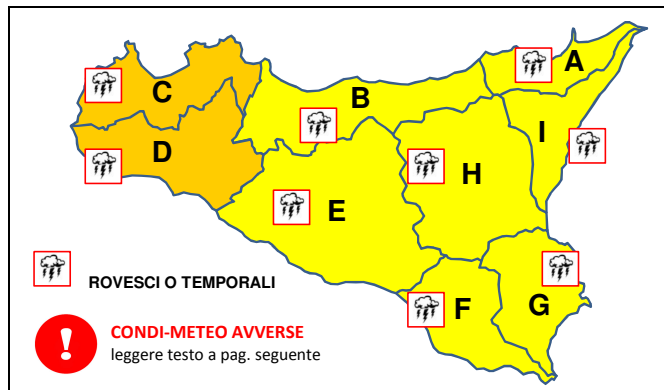 A
B
C
I
D
H
E
F
G
ROVESCI O TEMPORALI
!
CONDI-METEO AVVERSE
leggere testo a pag. seguente